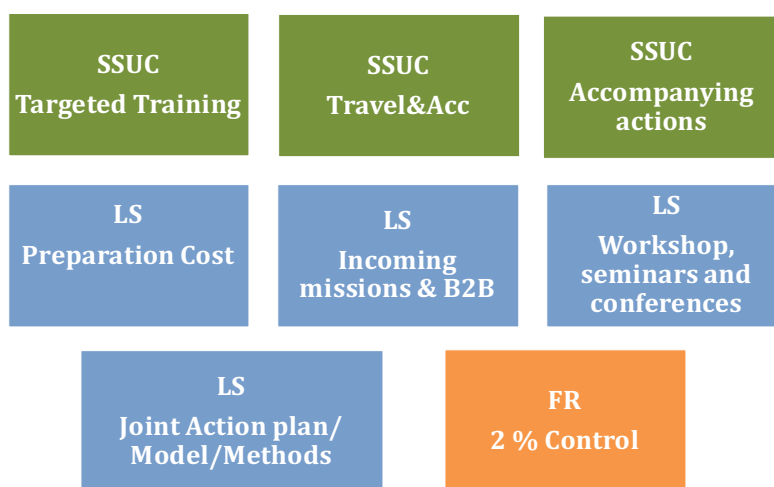 SSUC
Targeted Training
SSUC
Travel&Acc
SSUC
Accompanying
actions
LS
Preparation Cost
LS
Incoming
missions & B2B
LS
Workshop,
seminars and
conferences
LS
Joint Action plan/
Model/Methods
FR
2 % Control